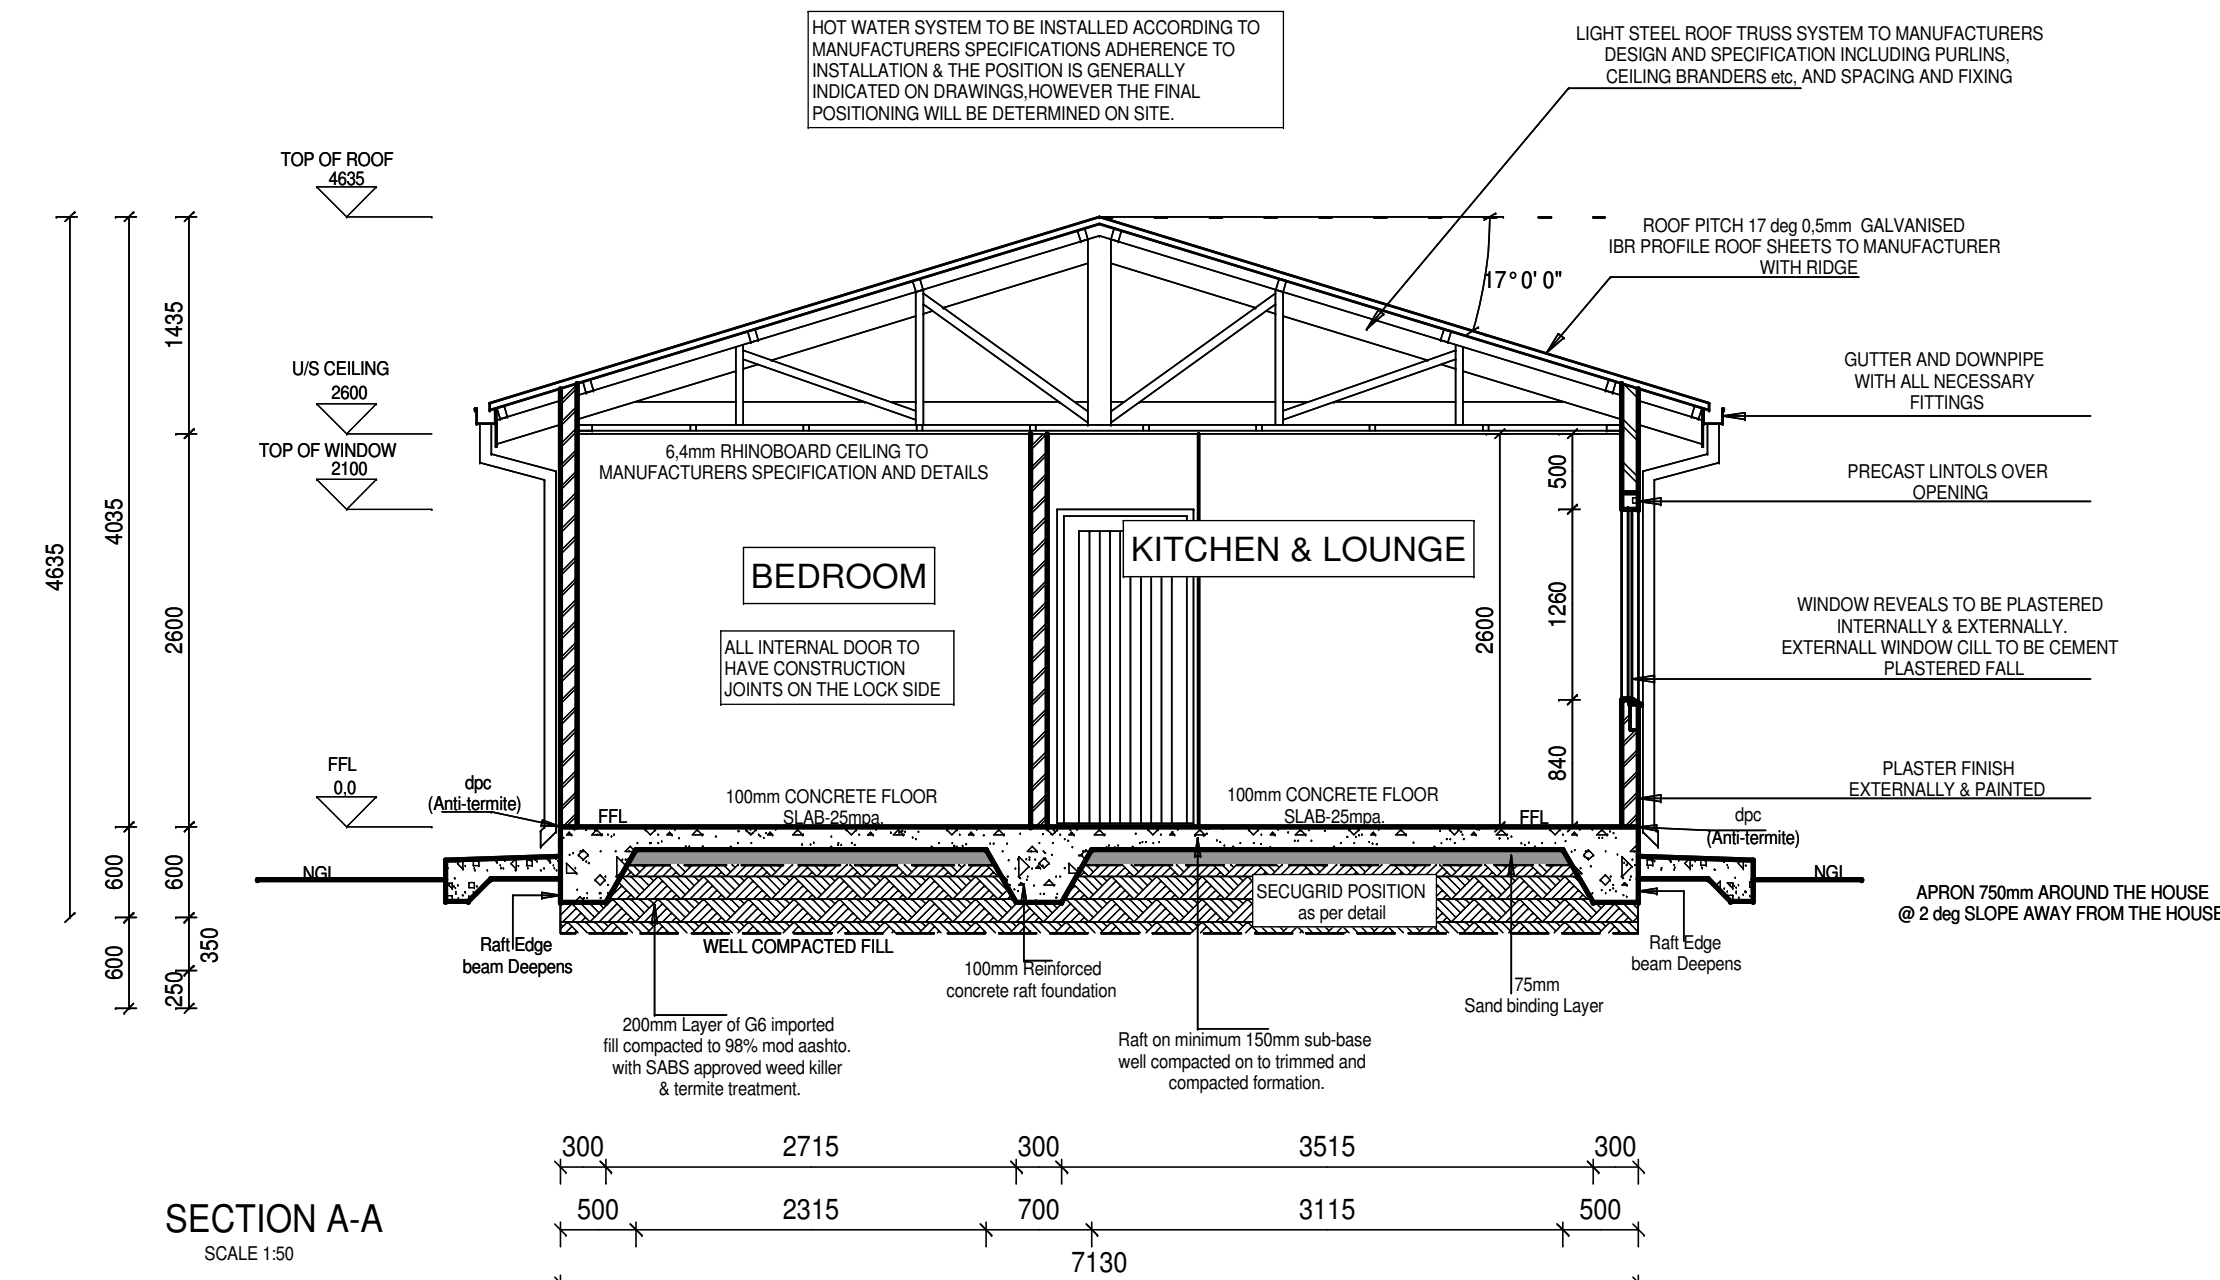 HOT WATER SYSTEM TO BE INSTALLED ACCORDING TO
MANUFACTURERS SPECIFICATIONS ADHERENCE TO
INSTALLATION & THE POSITION IS GENERALLY
INDICATED ON DRAWINGS,HOWEVER THE FINAL
POSITIONING WILL BE DETERMINED ON SITE.
LIGHT STEEL ROOF TRUSS SYSTEM TO MANUFACTURERS
DESIGN AND SPECIFICATION INCLUDING PURLINS,
CEILING BRANDERS etc, AND SPACING AND FIXING
TOP OF ROOF
4635
ROOF PITCH 17 deg 0,5mm GALVANISED
IBR PROFILE ROOF SHEETS TO MANUFACTURER
WITH RIDGE
17°0'0"
U/S CEILING
2600
TOP OF WINDOW
2100
GUTTER AND DOWNPIPE
WITH ALL NECESSARY
FITTINGS
6,4mm RHINOBOARD CEILING TO
MANUFACTURERS SPECIFICATION AND DETAILS
PRECAST LINTOLS OVER
OPENING
4635
4035
1435
2600
600
600
600
350
250
BEDROOM
KITCHEN & LOUNGE
ALL INTERNAL DOOR TO
HAVE CONSTRUCTION
JOINTS ON THE LOCK SIDE
2600
500
1260
840
WINDOW REVEALS TO BE PLASTERED
INTERNALLY & EXTERNALLY.
EXTERNALL WINDOW CILL TO BE CEMENT
PLASTERED FALL
PLASTER FINISH
EXTERNALLY & PAINTED
FFL
0,0
dpc
(Anti-termite)
FFL
100mm CONCRETE FLOOR
SLAB-25mpa.
100mm CONCRETE FLOOR
SLAB-25mpa.
FFL
dpc
(Anti-termite)
NGL
NGL
SECUGRID POSITION
as per detail
APRON 750mm AROUND THE HOUSE
@ 2 deg SLOPE AWAY FROM THE HOUSE
Raft Edge
beam Deepens
WELL COMPACTED FILL
100mm Reinforced
concrete raft foundation
75mm
Sand binding Layer
Raft Edge
beam Deepens
200mm Layer of G6 imported
fill compacted to 98% mod aashto.
with SABS approved weed killer
& termite treatment.
Raft on minimum 150mm sub-base
well compacted on to trimmed and
compacted formation.
300 2715 300 3515 300
500 2315 700 3115 500
7130
SECTION A-A
SCALE 1:50